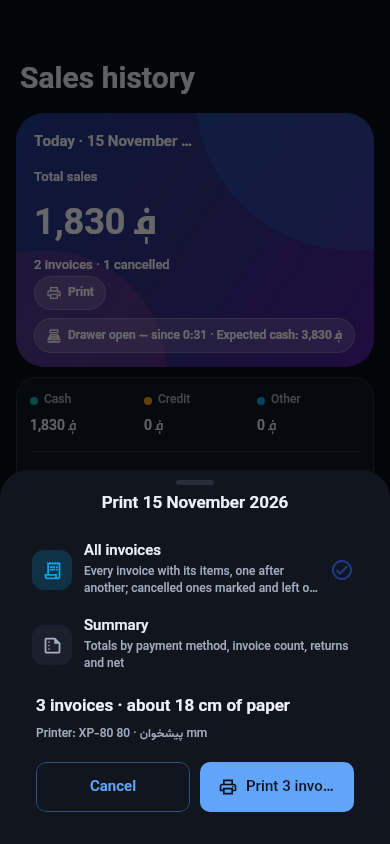 Sales history
Today · 15 November …
Total sales
1,830 ؋
2 invoices · 1 cancelled
Print
Drawer open — since 0:31 · Expected cash: 3,830 ؋
Cash
Credit
Other
1,830 ؋
0 ؋
0 ؋
Print 15 November 2026
All invoices
Every invoice with its items, one after
another; cancelled ones marked and left o…
Summary
Totals by payment method, invoice count, returns
and net
3 invoices · about 18 cm of paper
Printer: XP-80 80 · پیشخوان mm
Cancel
Print 3 invo…